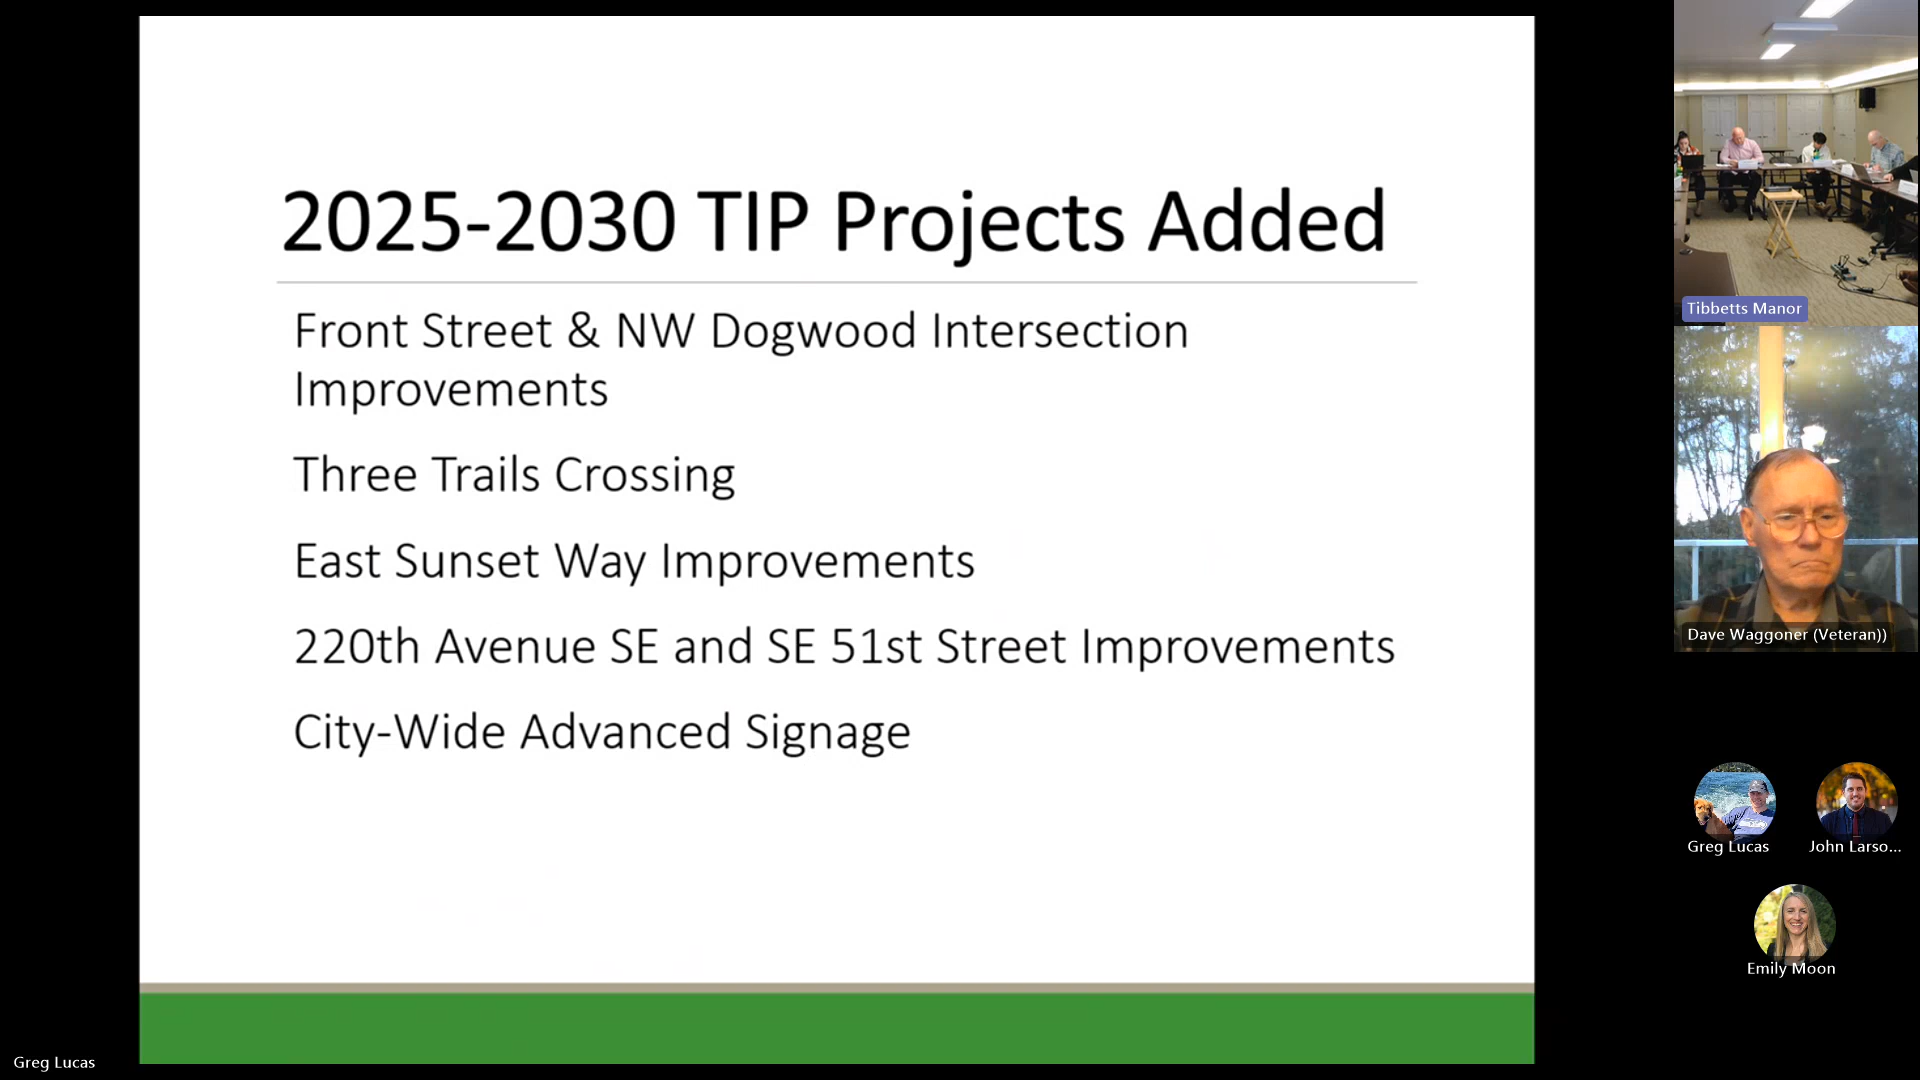 2025-2030 TIP Projects Added
Front Street & NW Dogwood Intersection
Improvements
Three Trails Crossing
East Sunset Way Improvements
220th Avenue SE and SE 51st Street Improvements
City-Wide Advanced Signage
Tibbetts Manor
Dave Waggoner (Veteran))
Greg Lucas
John Larso...
Emily Moon
Greg Lucas